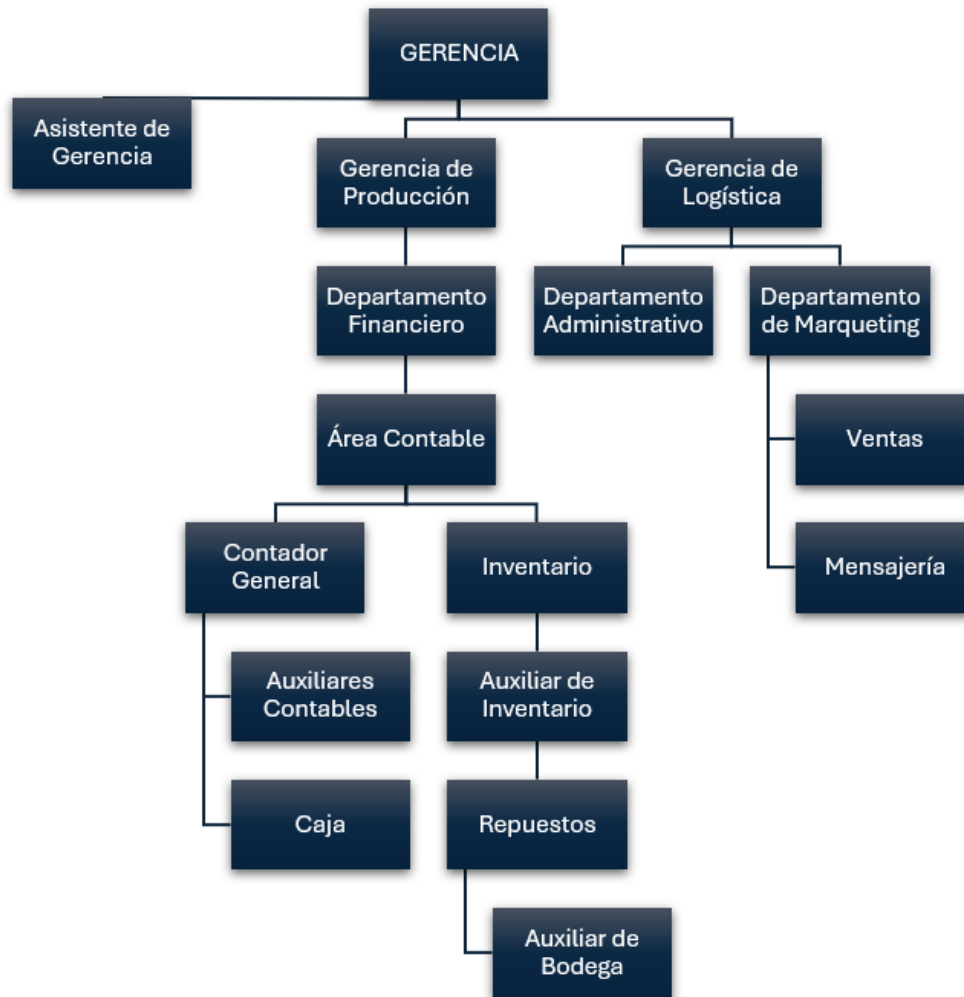 GERENCIA
Asistente de
Gerencia
Gerencia de
Producción
Gerencia de
Logística
Departamento
Financiero
Departamento
Administrativo
Departamento
de Marqueting
Área Contable
Ventas
Contador
General
Inventario
Mensajería
Auxiliares
Contables
Auxiliar de
Inventario
Caja
Repuestos
Auxiliar de
Bodega